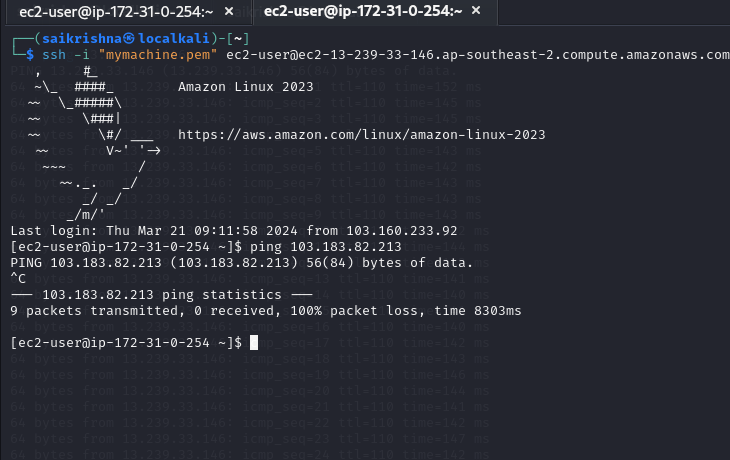 ec2-user@ip-172-31-0-254:~ × ec2-user@ip-172-31-0-254:~ ×
┌──(saikrishna㉿localkali)-[~]
└─$ ssh -i "mymachine.pem" ec2-user@ec2-13-239-33-146.ap-southeast-2.compute.amazonaws.com
   ,     #_
   ~\_  ####_        Amazon Linux 2023
  ~~  \_#####\
  ~~     \###|
  ~~       \#/ ___   https://aws.amazon.com/linux/amazon-linux-2023
   ~~       V~' '->
    ~~~         /
      ~~._.   _/
         _/ _/
       _/m/'
Last login: Thu Mar 21 09:11:58 2024 from 103.160.233.92
[ec2-user@ip-172-31-0-254 ~]$ ping 103.183.82.213
PING 103.183.82.213 (103.183.82.213) 56(84) bytes of data.
^C
--- 103.183.82.213 ping statistics ---
9 packets transmitted, 0 received, 100% packet loss, time 8303ms
[ec2-user@ip-172-31-0-254 ~]$